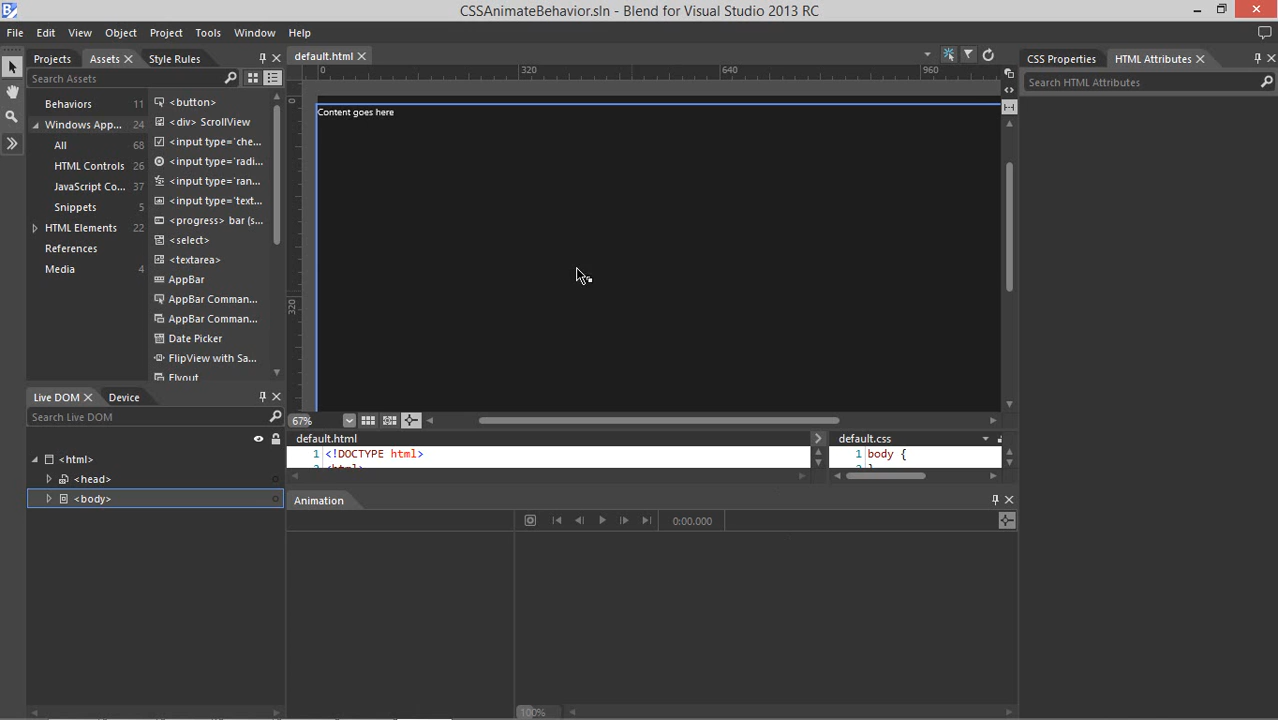 CSSAnimateBehavior.sln - Blend for Visual Studio 2013 RC
File Edit View Object Project Tools Window Help
Projects Assets Style Rules
Search Assets
Behaviors 11
Windows App... 24
All 68
HTML Controls 26
JavaScript Co... 37
Snippets 5
HTML Elements 22
References
Media 4
<button>
<div> ScrollView
<input type='che...
<input type='radi...
<input type='ran...
<input type='text...
<progress> bar (s...
<select>
<textarea>
AppBar
AppBar Comman...
AppBar Comman...
Date Picker
FlipView with Sa...
Flyout
default.html
0 320 640 960
0
320
Content goes here
67%
CSS Properties HTML Attributes
Search HTML Attributes
Live DOM Device
Search Live DOM
<html>
<head>
<body>
default.html
1 <!DOCTYPE html>
2 <html>
default.css
1 body {
2 }
Animation
0:00.000
100%